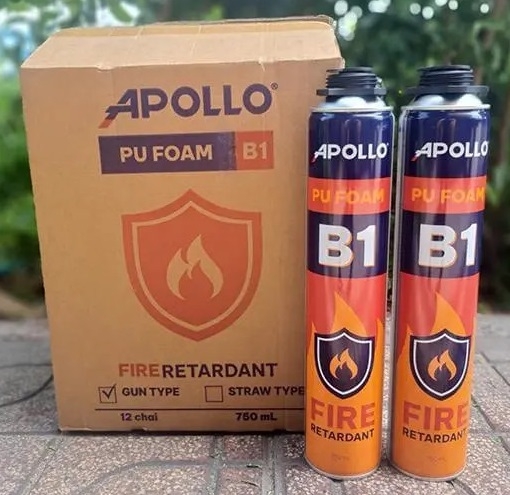 APOLLO®
PU FOAM B1
FIRE RETARDANT
GUN TYPE STRAW TYPE
12 chai 750 mL
APOLLO
PU FOAM
B1
FIRE
RETARDANT
APOLLO
PU FOAM
B1
FIRE
RETARDANT